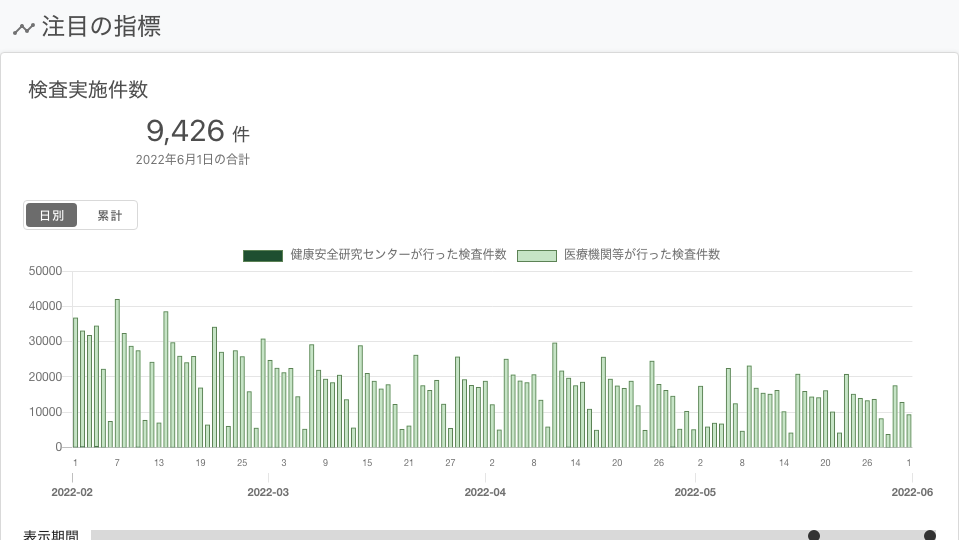 注目の指標
検査実施件数
9,426 件
2022年6月1日の合計
日別 累計
健康安全研究センターが行った検査件数 医療機関等が行った検査件数
50000
40000
30000
20000
10000
0
1 7 13 19 25 3 9 15 21 27 2 8 14 20 26 2 8 14 20 26 1
2022-02 2022-03 2022-04 2022-05 2022-06
表示期間